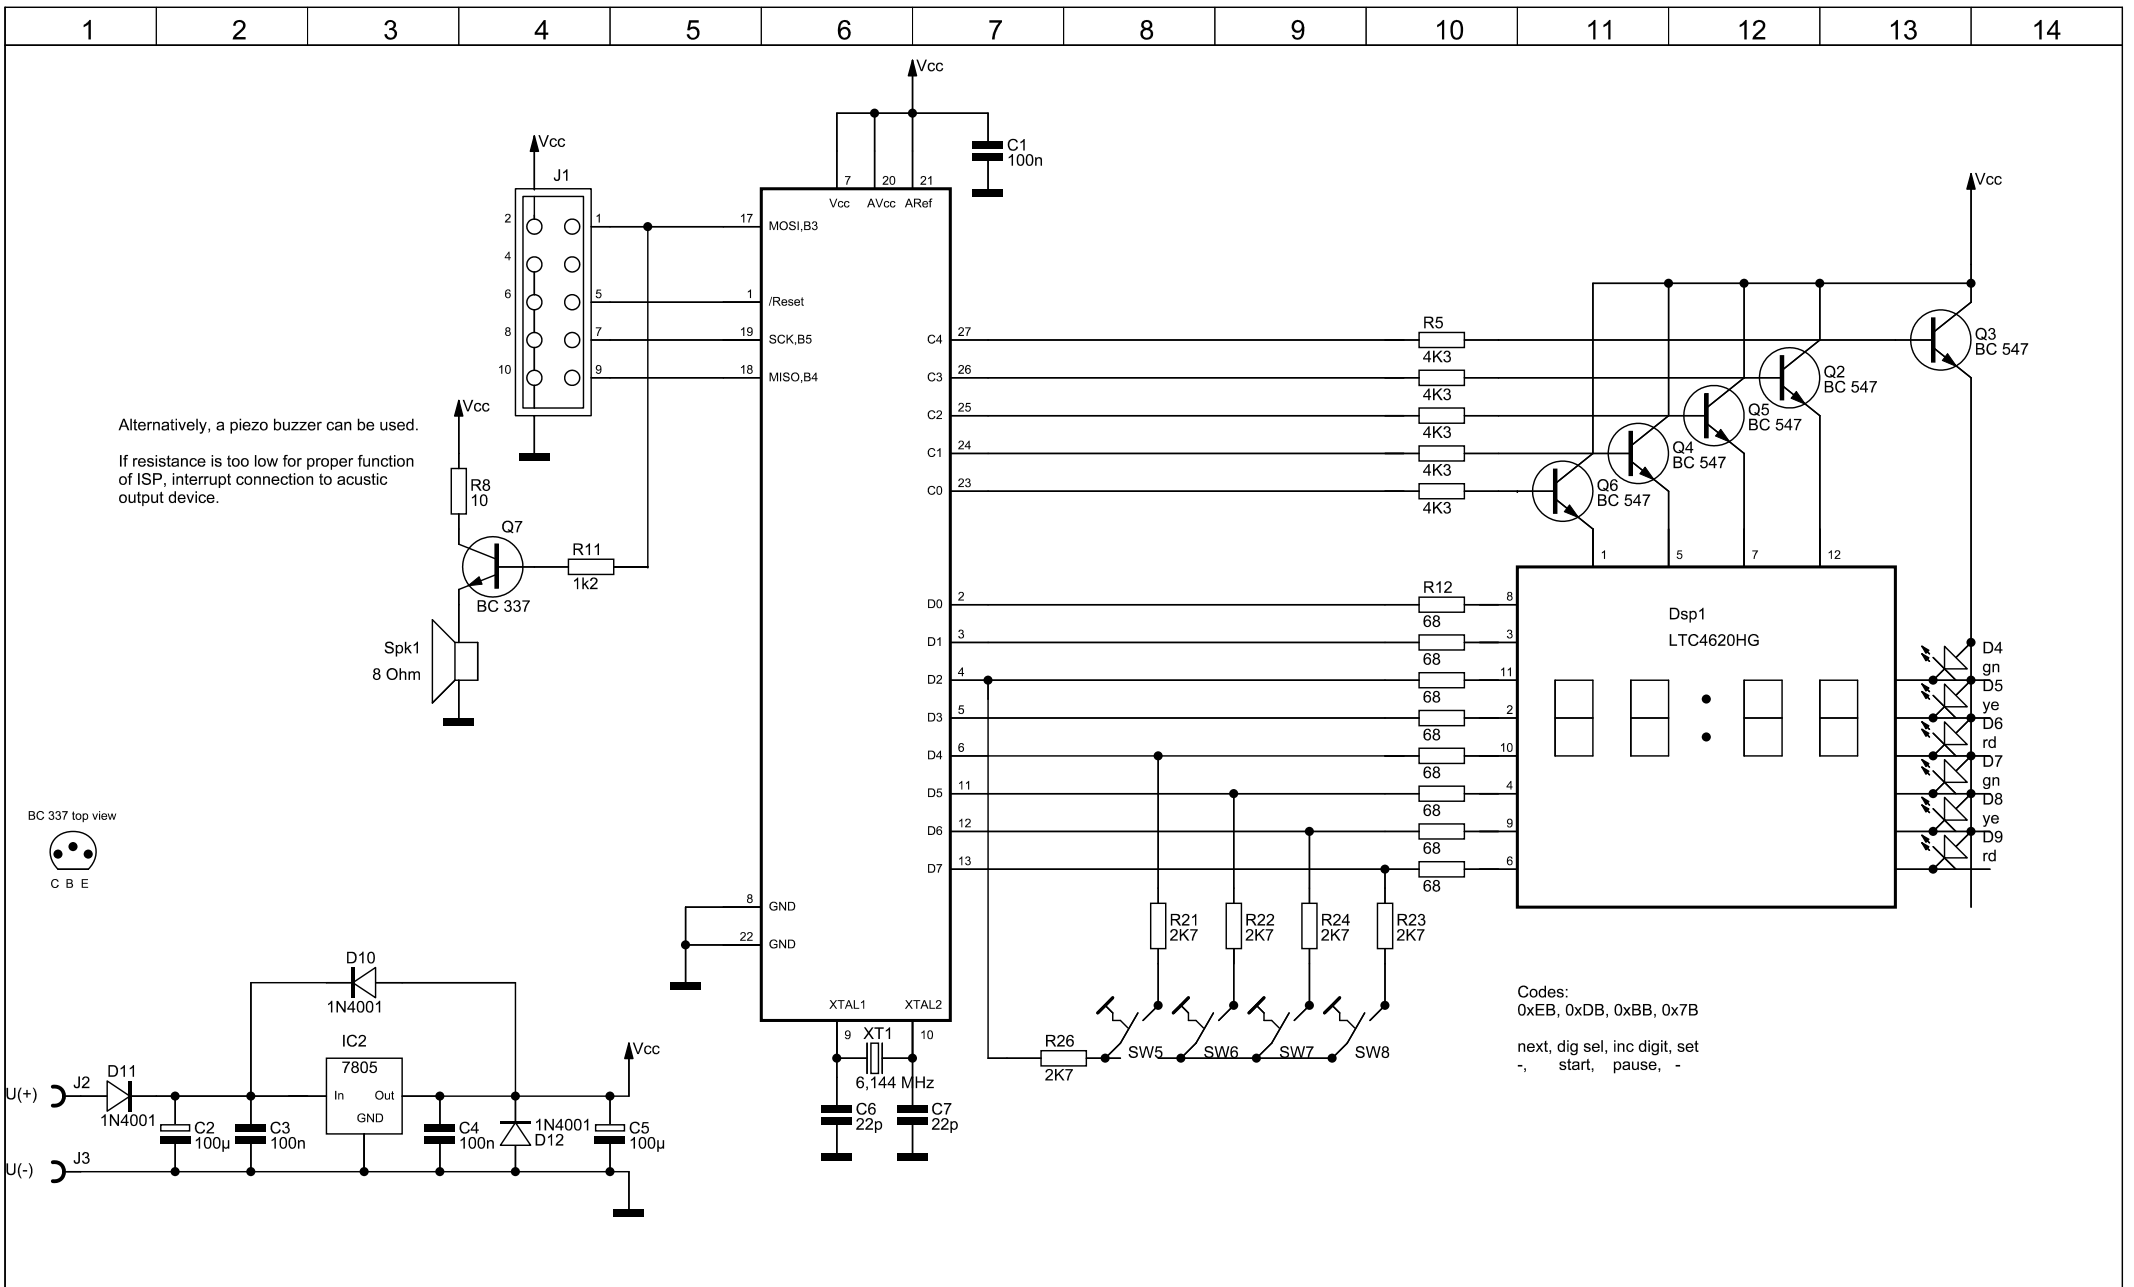 1 2 3 4 5 6 7 8 9 10 11 12 13 14
Vcc
C1
100n
Vcc
J1
2 1
4
6 5
8 7
10 9
7 20 21
Vcc AVcc ARef
17 MOSI,B3
1 /Reset
19 SCK,B5
18 MISO,B4
C4 27
C3 26
C2 25
C1 24
C0 23
R5
4K3
4K3
4K3
4K3
4K3
Vcc
Q3
BC 547
Q2
BC 547
Q5
BC 547
Q4
BC 547
Q6
BC 547
Alternatively, a piezo buzzer can be used.
If resistance is too low for proper function
of ISP, interrupt connection to acustic
output device.
Vcc
R8
10
Q7
BC 337
R11
1k2
Spk1
8 Ohm
D0 2
D1 3
D2 4
D3 5
D4 6
D5 11
D6 12
D7 13
R12
68
68
68
68
68
68
68
68
1 5 7 12
8
3
11
2
10
4
9
6
Dsp1
LTC4620HG
D4
gn
D5
ye
D6
rd
D7
gn
D8
ye
D9
rd
BC 337 top view
C B E
8 GND
22 GND
R21
2K7
R22
2K7
R24
2K7
R23
2K7
XTAL1 XTAL2
9 XT1 10
6,144 MHz
C6
22p
C7
22p
R26
2K7
SW5 SW6 SW7 SW8
Codes:
0xEB, 0xDB, 0xBB, 0x7B
next, dig sel, inc digit, set
-, start, pause, -
D10
1N4001
IC2
7805
In Out
GND
Vcc
U(+) J2
D11
1N4001
C2
100µ
C3
100n
C4
100n
1N4001
D12
C5
100µ
U(-) J3